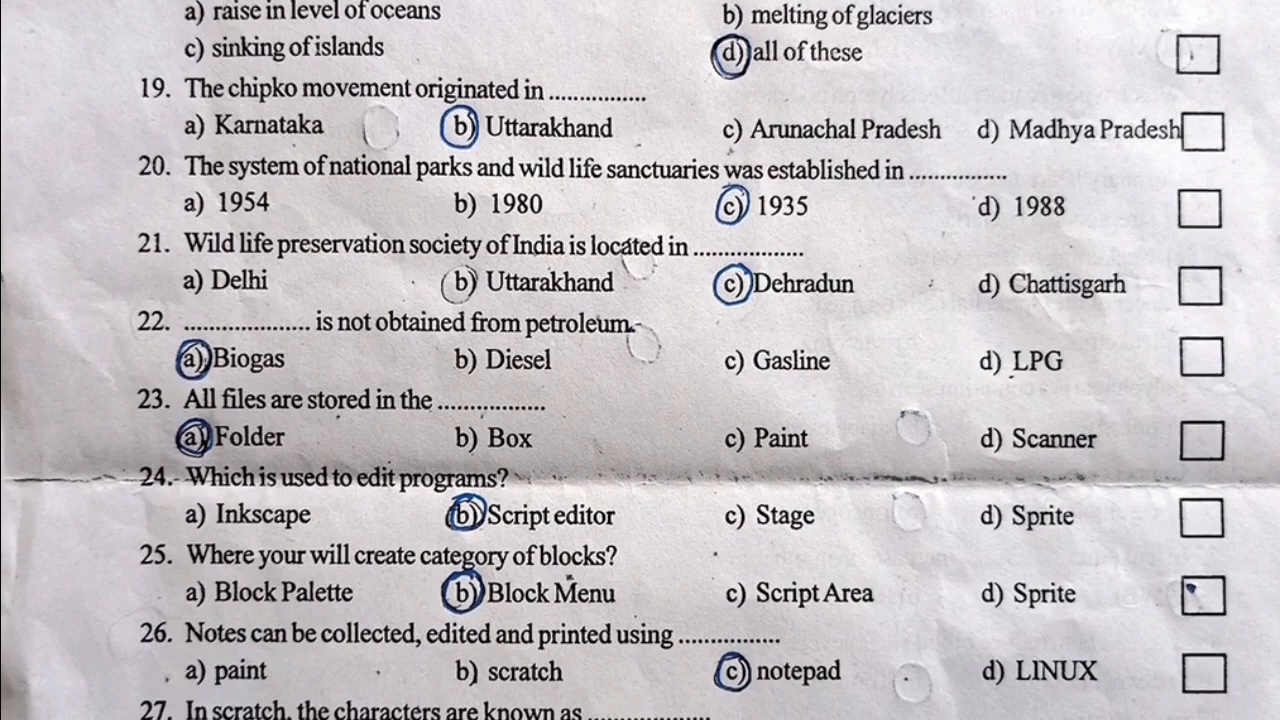 a) raise in level of oceans b) melting of glaciers
c) sinking of islands d) all of these
19. The chipko movement originated in .................
a) Karnataka b) Uttarakhand c) Arunachal Pradesh d) Madhya Pradesh
20. The system of national parks and wild life sanctuaries was established in .................
a) 1954 b) 1980 c) 1935 d) 1988
21. Wild life preservation society of India is located in ...................
a) Delhi b) Uttarakhand c) Dehradun d) Chattisgarh
22. ...................... is not obtained from petroleum.
a) Biogas b) Diesel c) Gasline d) LPG
23. All files are stored in the ...................
a) Folder b) Box c) Paint d) Scanner
24. Which is used to edit programs?
a) Inkscape b) Script editor c) Stage d) Sprite
25. Where your will create category of blocks?
a) Block Palette b) Block Menu c) Script Area d) Sprite
26. Notes can be collected, edited and printed using ..................
a) paint b) scratch c) notepad d) LINUX
27. In scratch, the characters are known as ......................